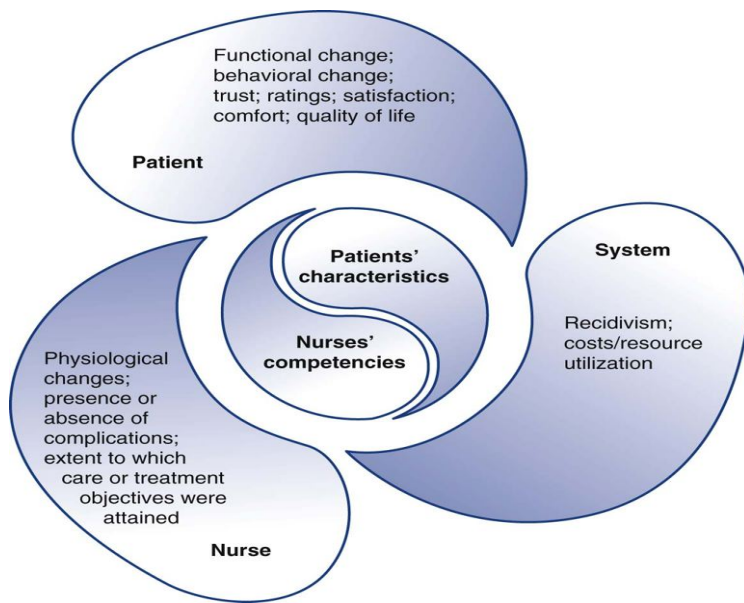 Functional change;
behavioral change;
trust; ratings; satisfaction;
comfort; quality of life
Patient
Patients'
characteristics
Nurses'
competencies
System
Recidivism;
costs/resource
utilization
Physiological
changes;
presence or
absence of
complications;
extent to which
care or treatment
objectives were
attained
Nurse